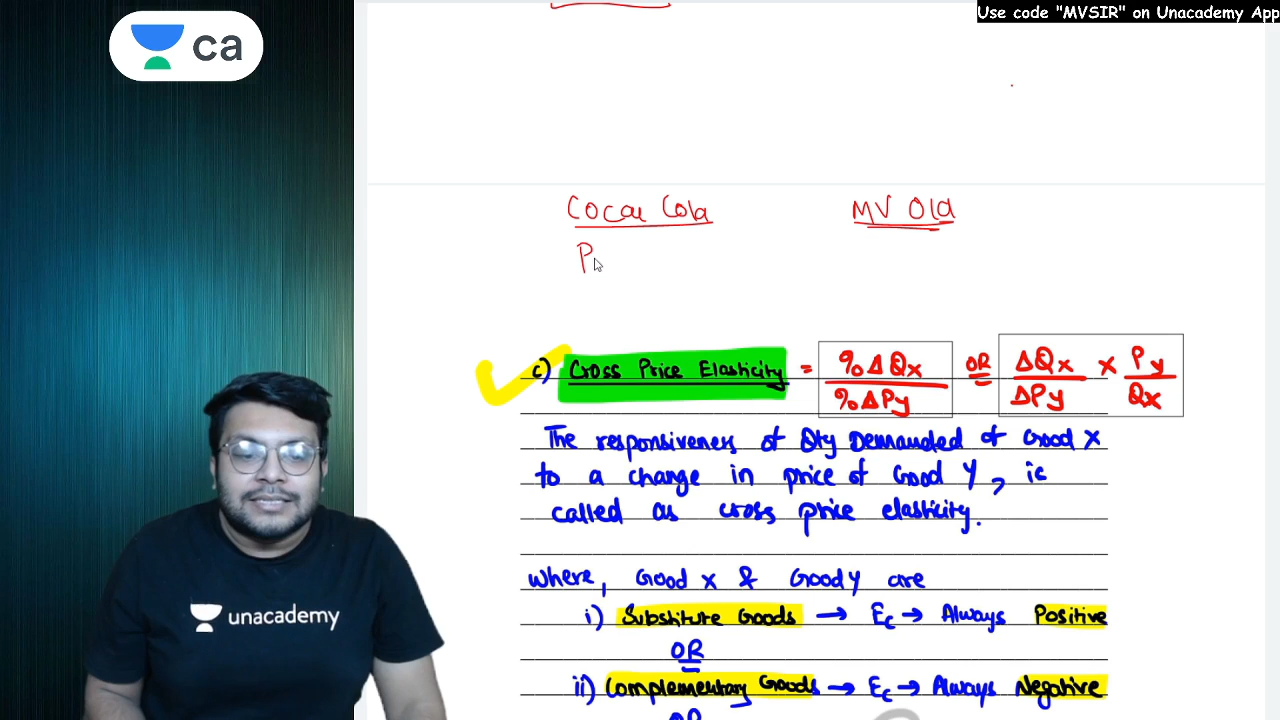 Use code "MVSIR" on Unacademy App
ca
Cocae Cola MV Ola
P
c) Cross Price Elasticity = %ΔQx / %ΔPy OR ΔQx / ΔPy × Py / Qx
The responsiveness of Qty Demanded of Good X
to a change in price of Good Y, is
called as cross price elasticity.
where, Good X & Good Y are
i) Substitute Goods → Ec → Always Positive
OR
ii) Complementary Goods → Ec → Always Negative
OR
unacademy